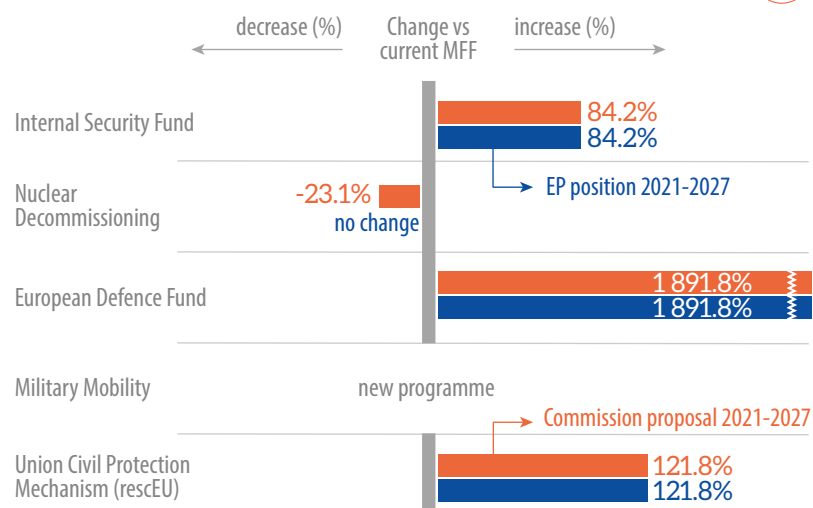 decrease (%)
Change vs
current MFF
increase (%)
Internal Security Fund
84.2%
84.2%
EP position 2021-2027
Nuclear
Decommissioning
-23.1%
no change
European Defence Fund
1 891.8%
1 891.8%
Military Mobility
new programme
Commission proposal 2021-2027
Union Civil Protection
Mechanism (rescEU)
121.8%
121.8%